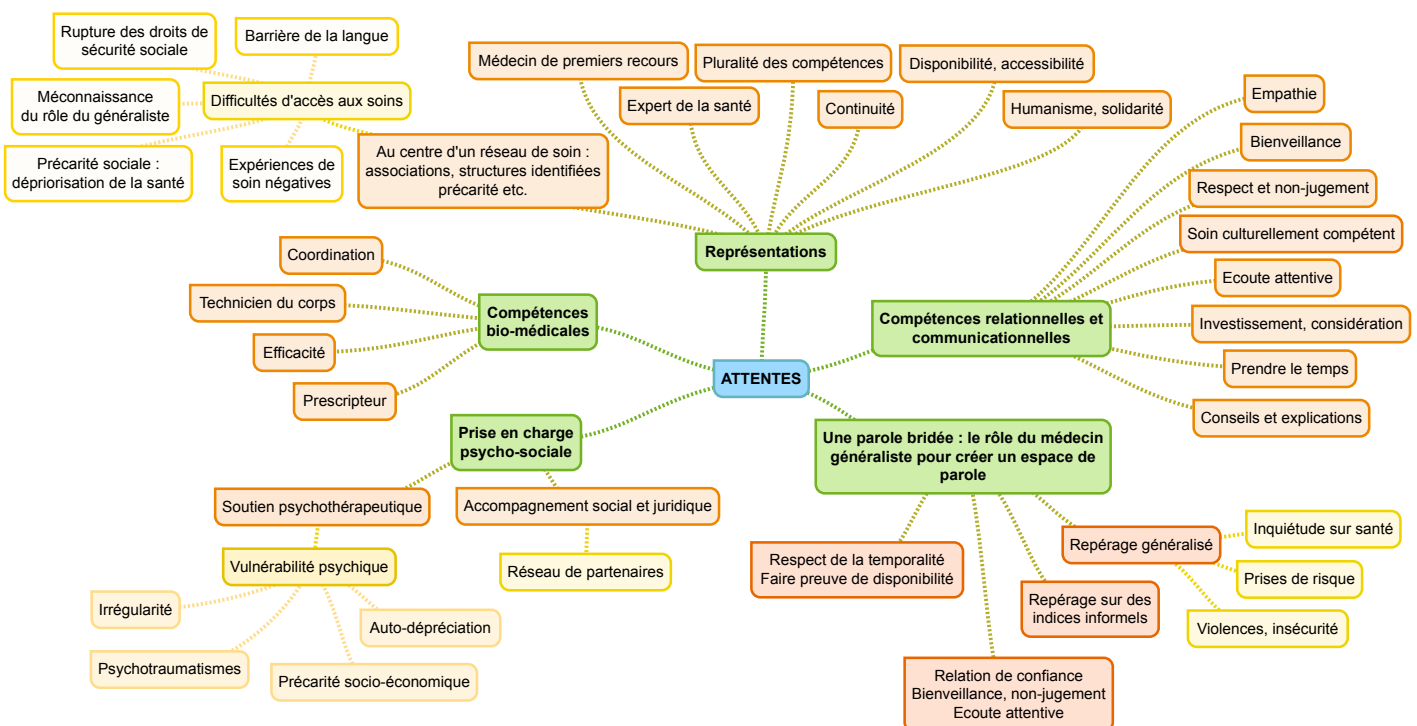 Rupture des droits de
sécurité sociale
Barrière de la langue
Méconnaissance
du rôle du généraliste
Difficultés d'accès aux soins
Précarité sociale :
dépriorisation de la santé
Expériences de
soin négatives
Médecin de premiers recours
Pluralité des compétences
Disponibilité, accessibilité
Expert de la santé
Continuité
Humanisme, solidarité
Au centre d'un réseau de soin :
associations, structures identifiées
précarité etc.
Représentations
Empathie
Bienveillance
Respect et non-jugement
Soin culturellement compétent
Ecoute attentive
Investissement, considération
Prendre le temps
Conseils et explications
Compétences relationnelles et
communicationnelles
Coordination
Technicien du corps
Efficacité
Prescripteur
Compétences
bio-médicales
ATTENTES
Prise en charge
psycho-sociale
Soutien psychothérapeutique
Accompagnement social et juridique
Vulnérabilité psychique
Réseau de partenaires
Irrégularité
Auto-dépréciation
Psychotraumatismes
Précarité socio-économique
Une parole bridée : le rôle du médecin
généraliste pour créer un espace de
parole
Respect de la temporalité
Faire preuve de disponibilité
Repérage généralisé
Inquiétude sur santé
Prises de risque
Violences, insécurité
Repérage sur des
indices informels
Relation de confiance
Bienveillance, non-jugement
Ecoute attentive